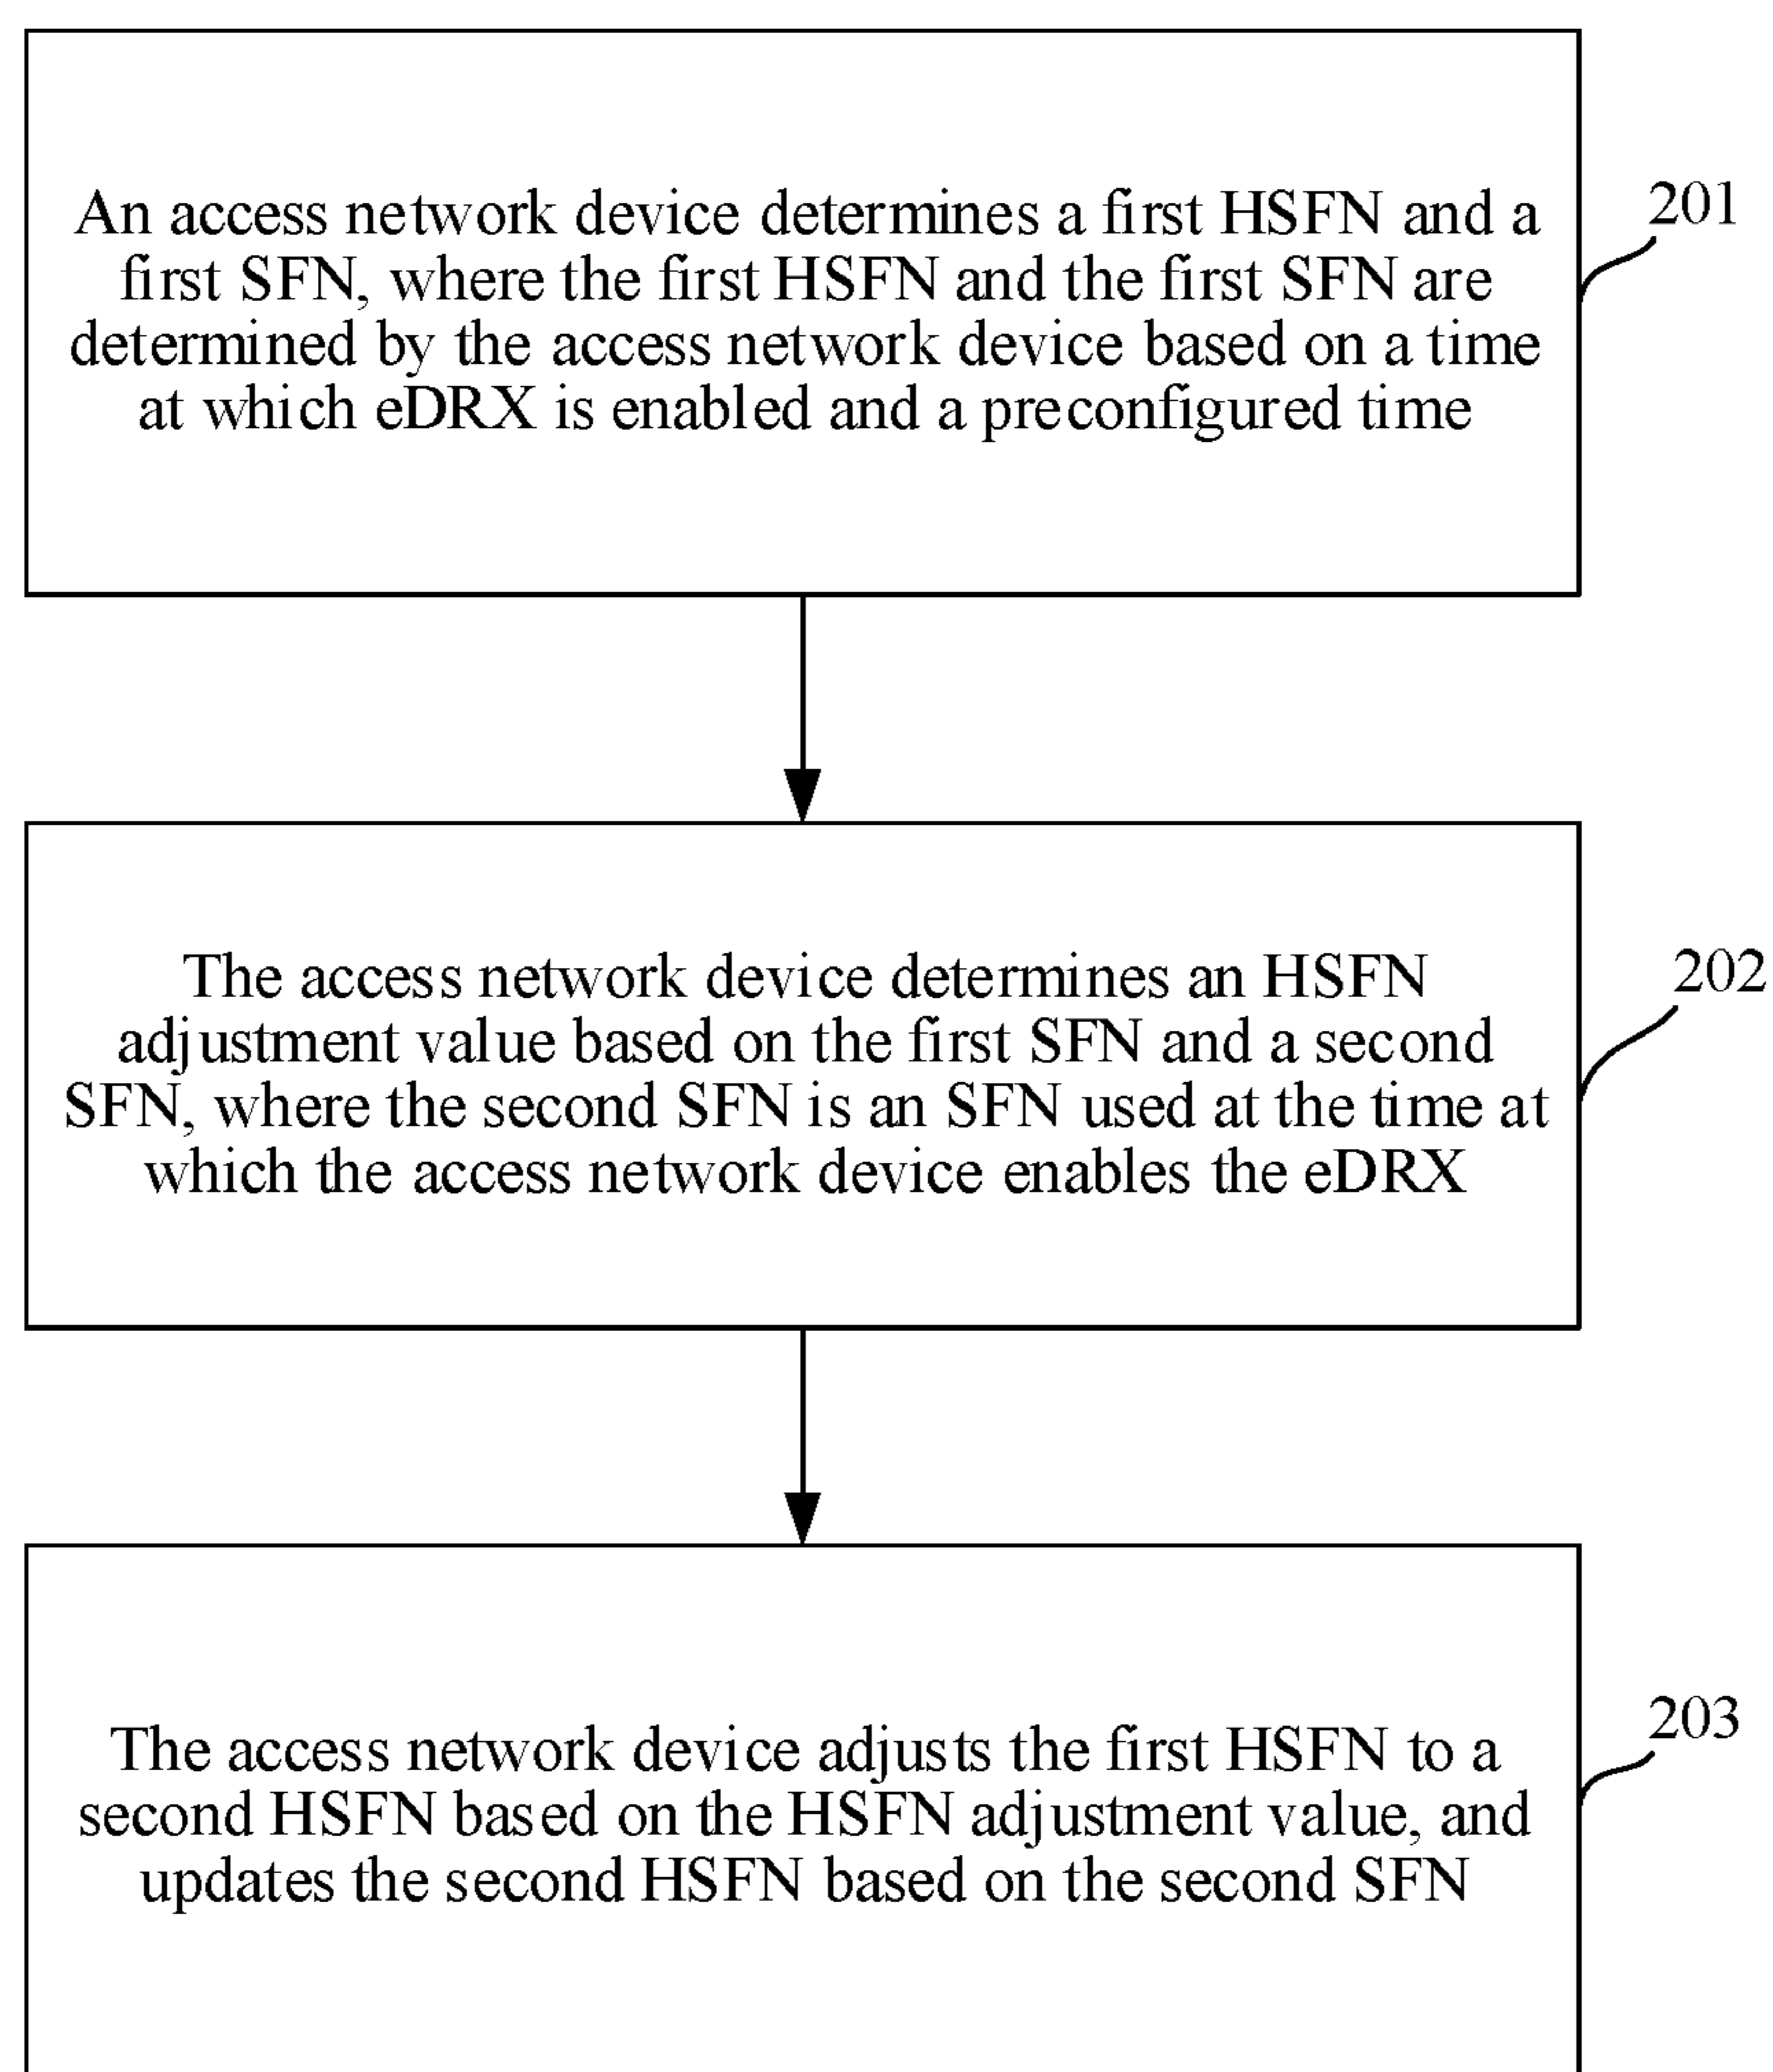 An access network device determines a first HSFN and a
first SFN, where the first HSFN and the first SFN are
determined by the access network device based on a time
at which eDRX is enabled and a preconfigured time
201
The access network device determines an HSFN
adjustment value based on the first SFN and a second
SFN, where the second SFN is an SFN used at the time at
which the access network device enables the eDRX
202
The access network device adjusts the first HSFN to a
second HSFN based on the HSFN adjustment value, and
updates the second HSFN based on the second SFN
203